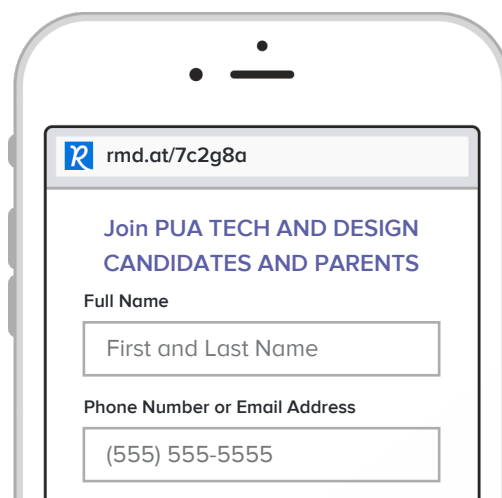 rmd.at/7c2g8a
Join PUA TECH AND DESIGN
CANDIDATES AND PARENTS
Full Name
First and Last Name
Phone Number or Email Address
(555) 555-5555